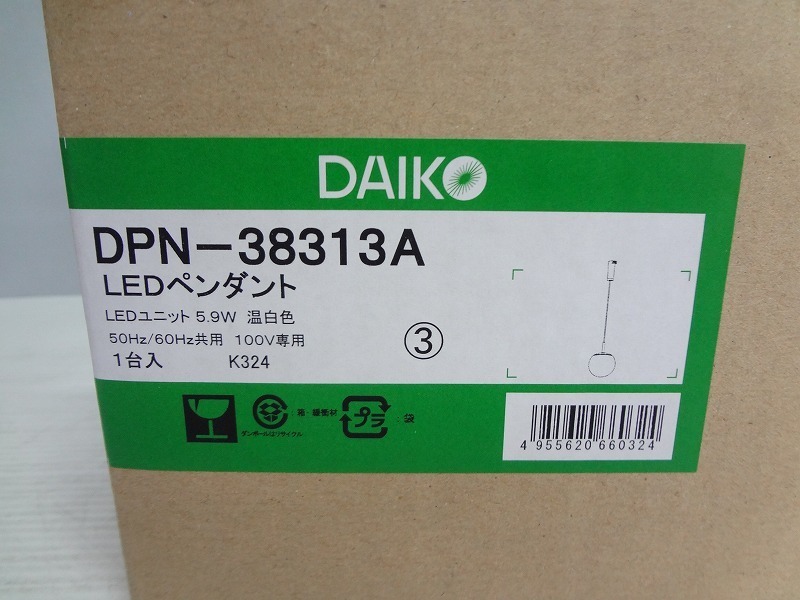 DAIKO
DPN-38313A
LEDペンダント
LEDユニット 5.9W 温白色
50Hz/60Hz共用 100V専用
1台入 K324
③
箱・緩衝材
ダンボールはリサイクル
プラ
袋
4 955620 660324